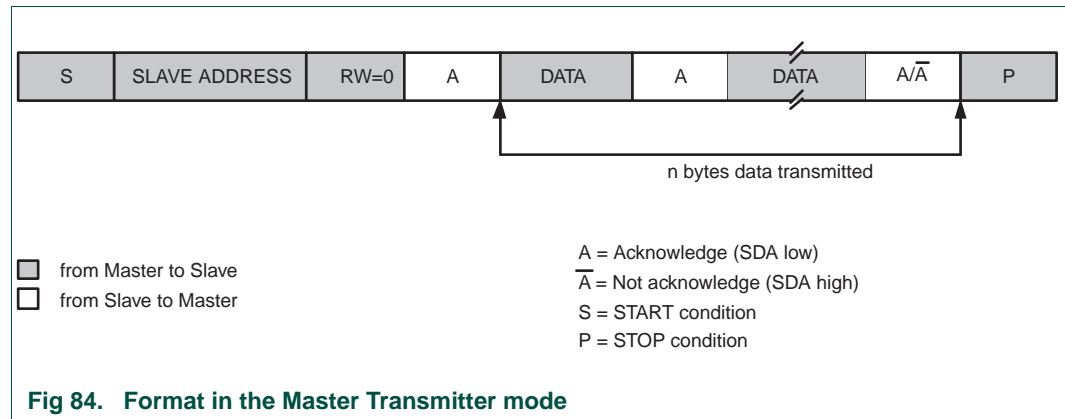 S SLAVE ADDRESS RW=0 A DATA A DATA A/A̅ P
n bytes data transmitted
from Master to Slave
from Slave to Master
A = Acknowledge (SDA low)
A̅ = Not acknowledge (SDA high)
S = START condition
P = STOP condition
Fig 84. Format in the Master Transmitter mode